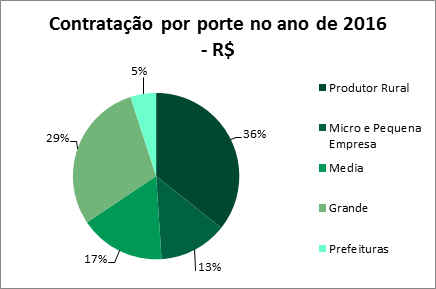 Contratação por porte no ano de 2016
- R$
5%
36%
29%
17%
13%
Produtor Rural
Micro e Pequena
Empresa
Media
Grande
Prefeituras